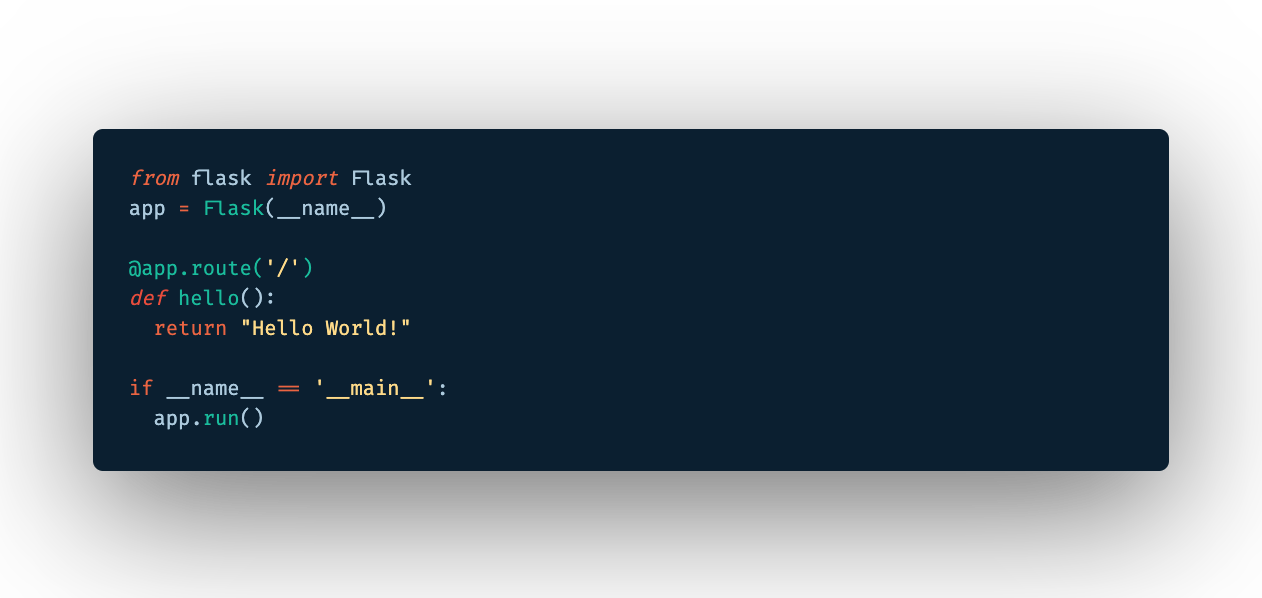 from flask import Flask
app = Flask(__name__)

@app.route('/')
def hello():
  return "Hello World!"

if __name__ == '__main__':
  app.run()